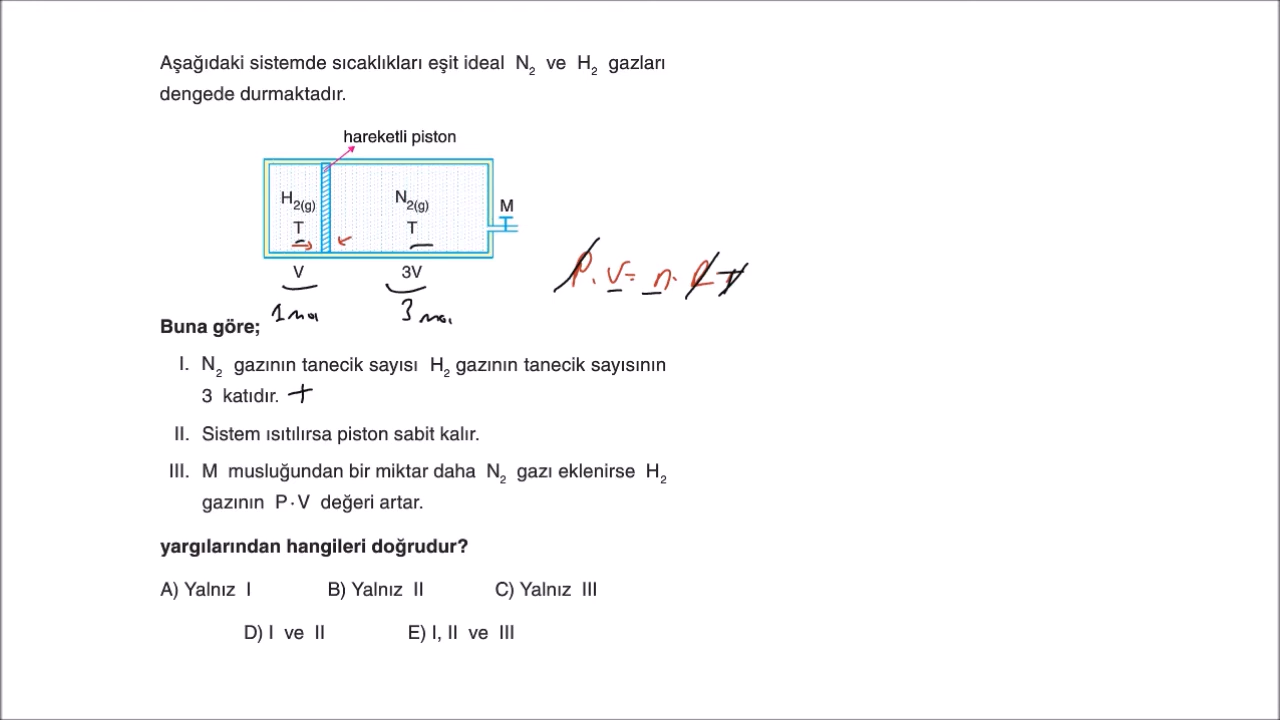 Aşağıdaki sistemde sıcaklıkları eşit ideal N₂ ve H₂ gazları
dengede durmaktadır.
hareketli piston
H₂(g)
N₂(g)
M
T
T
V
3V
P. V = n.
1 mol
3 mol
Buna göre;
I. N₂ gazının tanecik sayısı H₂ gazının tanecik sayısının
3 katıdır. +
II. Sistem ısıtılırsa piston sabit kalır.
III. M musluğundan bir miktar daha N₂ gazı eklenirse H₂
gazının P·V değeri artar.
yargılarından hangileri doğrudur?
A) Yalnız I B) Yalnız II C) Yalnız III
D) I ve II E) I, II ve III